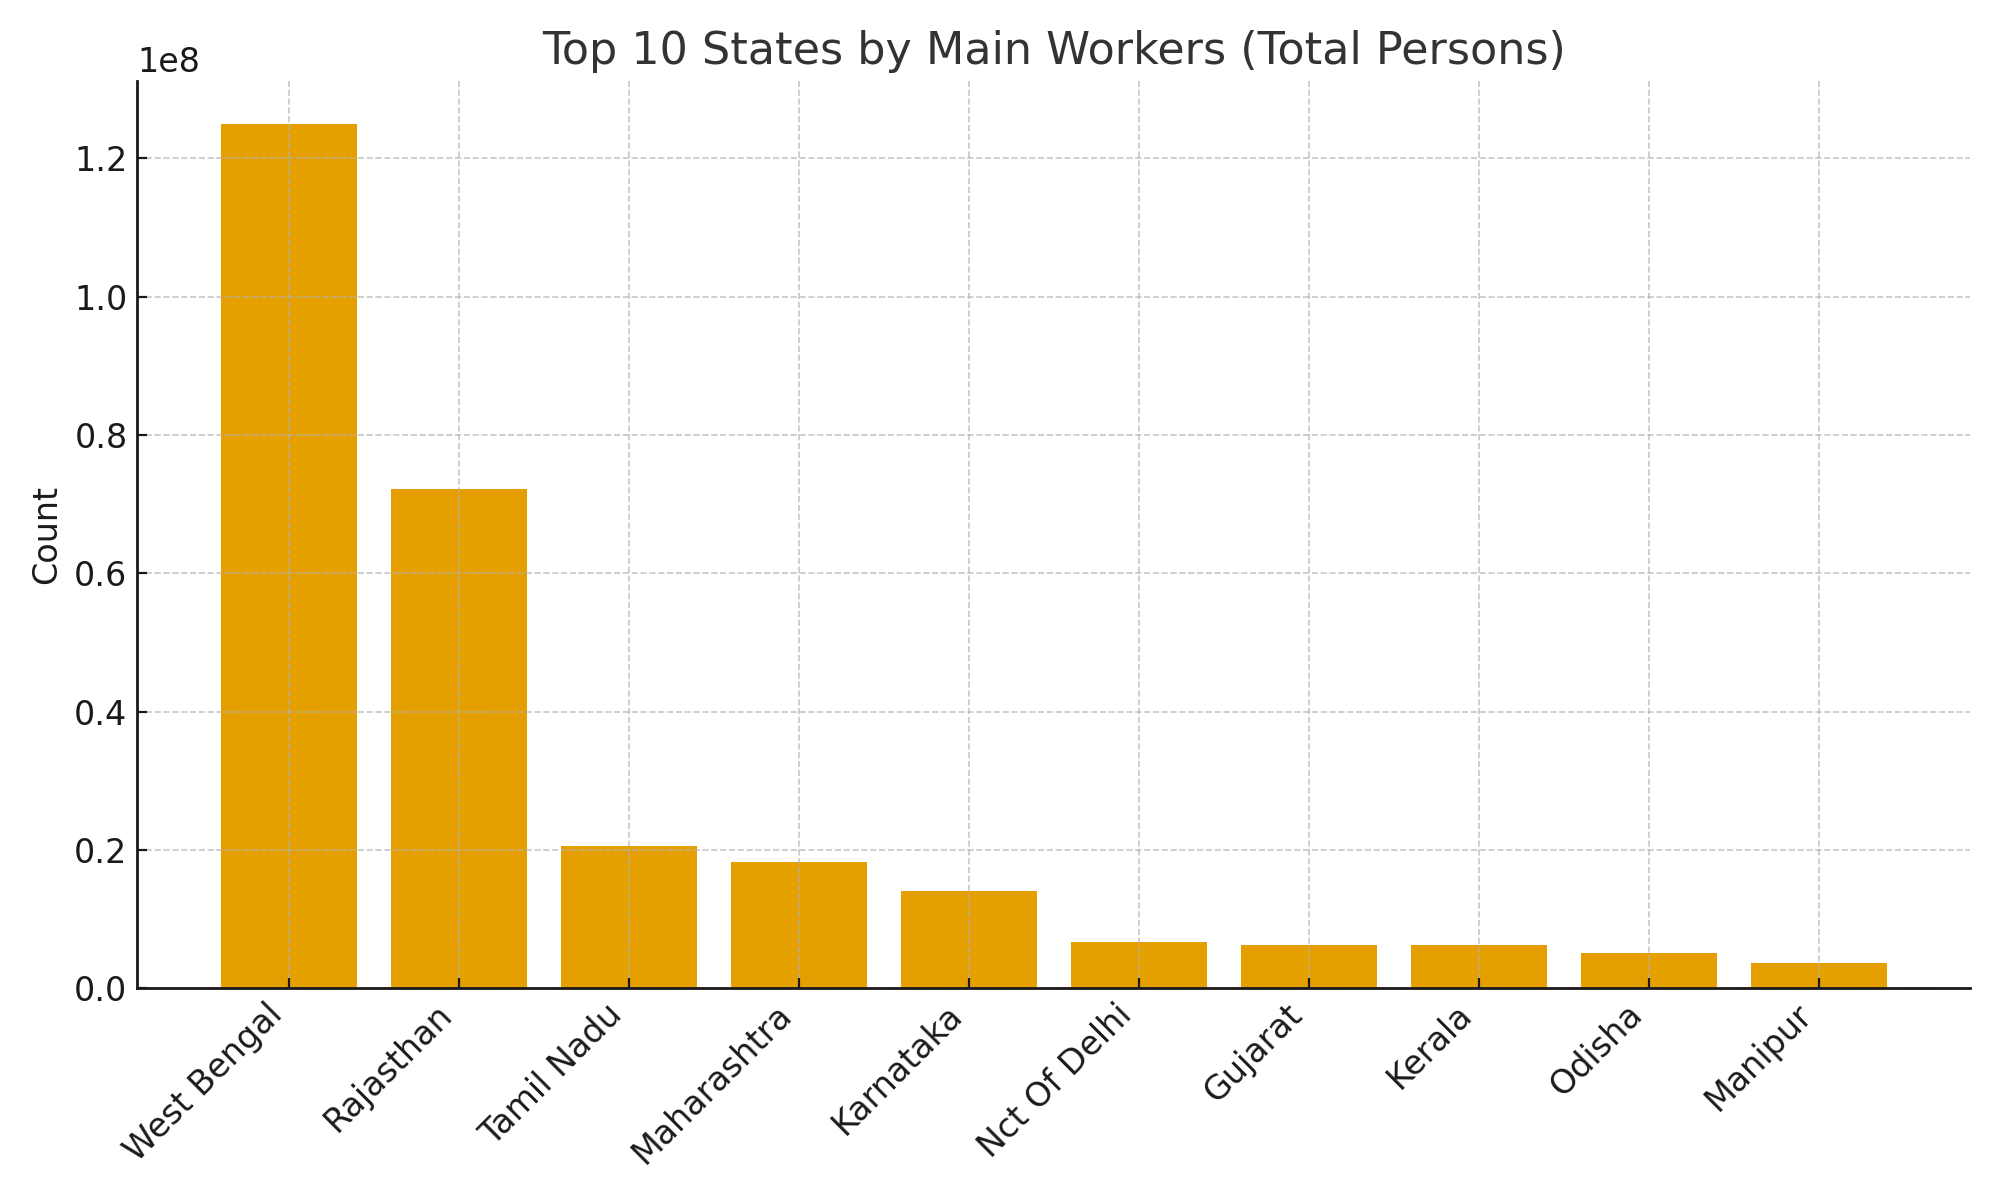 Top 10 States by Main Workers (Total Persons)
1e8
1.2
1.0
0.8
0.6
0.4
0.2
0.0
Count
West Bengal
Rajasthan
Tamil Nadu
Maharashtra
Karnataka
Nct Of Delhi
Gujarat
Kerala
Odisha
Manipur